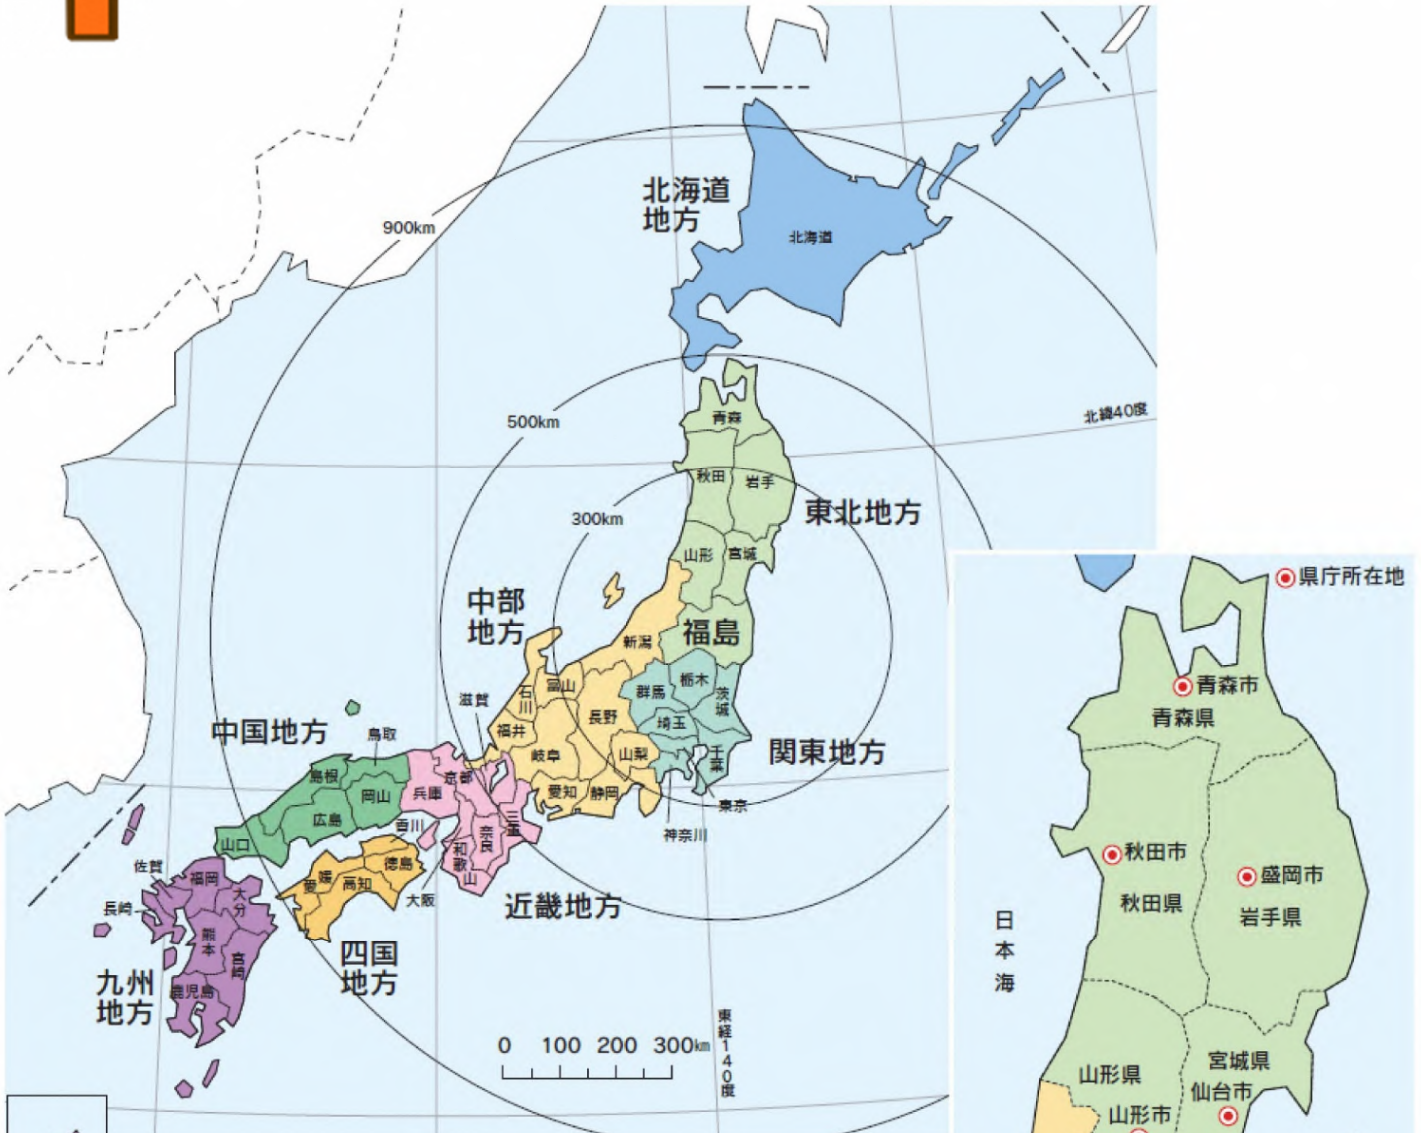 北海道
地方
900km
北海道
500km
北緯40度
青森
秋田
岩手
300km
東北地方
山形
宮城
中部
地方
新潟
福島
滋賀
石川
富山
群馬
栃木
茨城
中国地方
鳥取
福井
長野
埼玉
岐阜
山梨
千葉
関東地方
島根
京都
岡山
兵庫
愛知
静岡
東京
広島
香川
三重
神奈川
山口
奈良
和歌山
佐賀
福岡
徳島
愛媛
高知
大阪
近畿地方
大分
長崎
熊本
四国
地方
宮崎
九州
地方
鹿児島
0 100 200 300km
東経140度
県庁所在地
青森市
青森県
秋田市
秋田県
盛岡市
岩手県
日本海
山形県
山形市
宮城県
仙台市